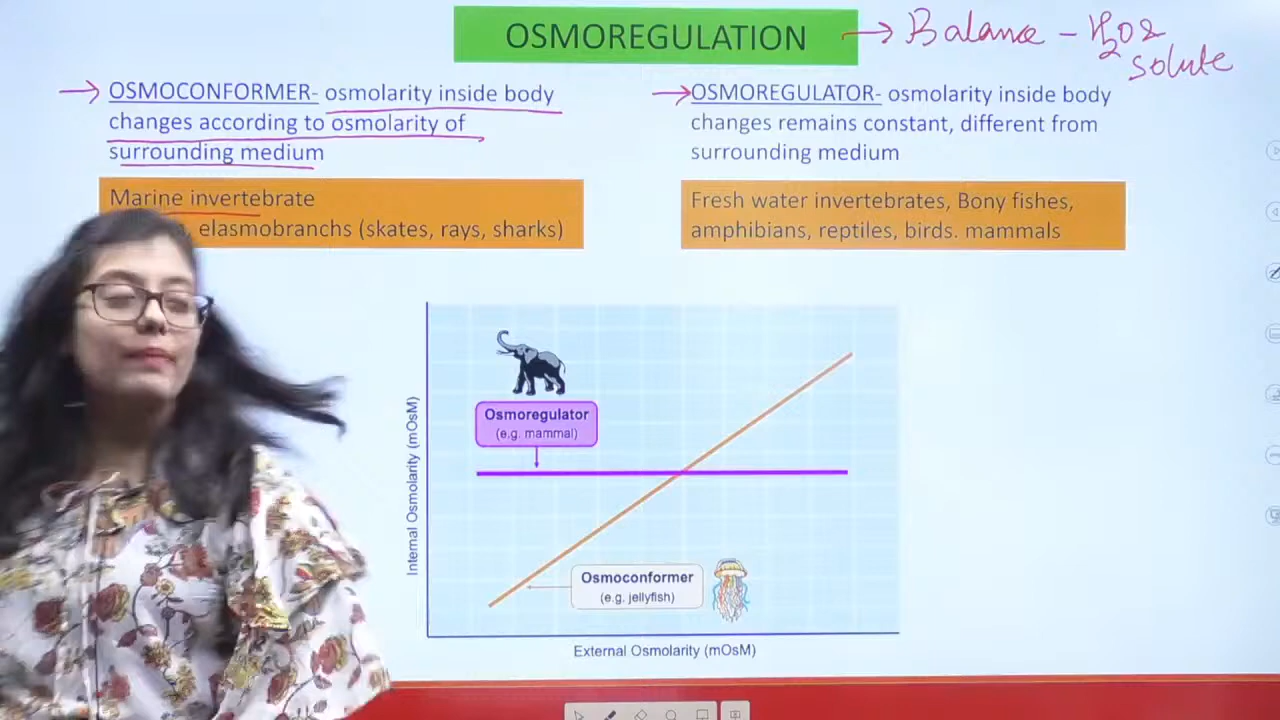 OSMOREGULATION → Balance - H2O &
solute
→ OSMOCONFORMER- osmolarity inside body
changes according to osmolarity of
surrounding medium
Marine invertebrate
, elasmobranchs (skates, rays, sharks)
→ OSMOREGULATOR- osmolarity inside body
changes remains constant, different from
surrounding medium
Fresh water invertebrates, Bony fishes,
amphibians, reptiles, birds. mammals
Osmoregulator
(e.g. mammal)
Internal Osmolarity (mOsM)
Osmoconformer
(e.g. jellyfish)
External Osmolarity (mOsM)